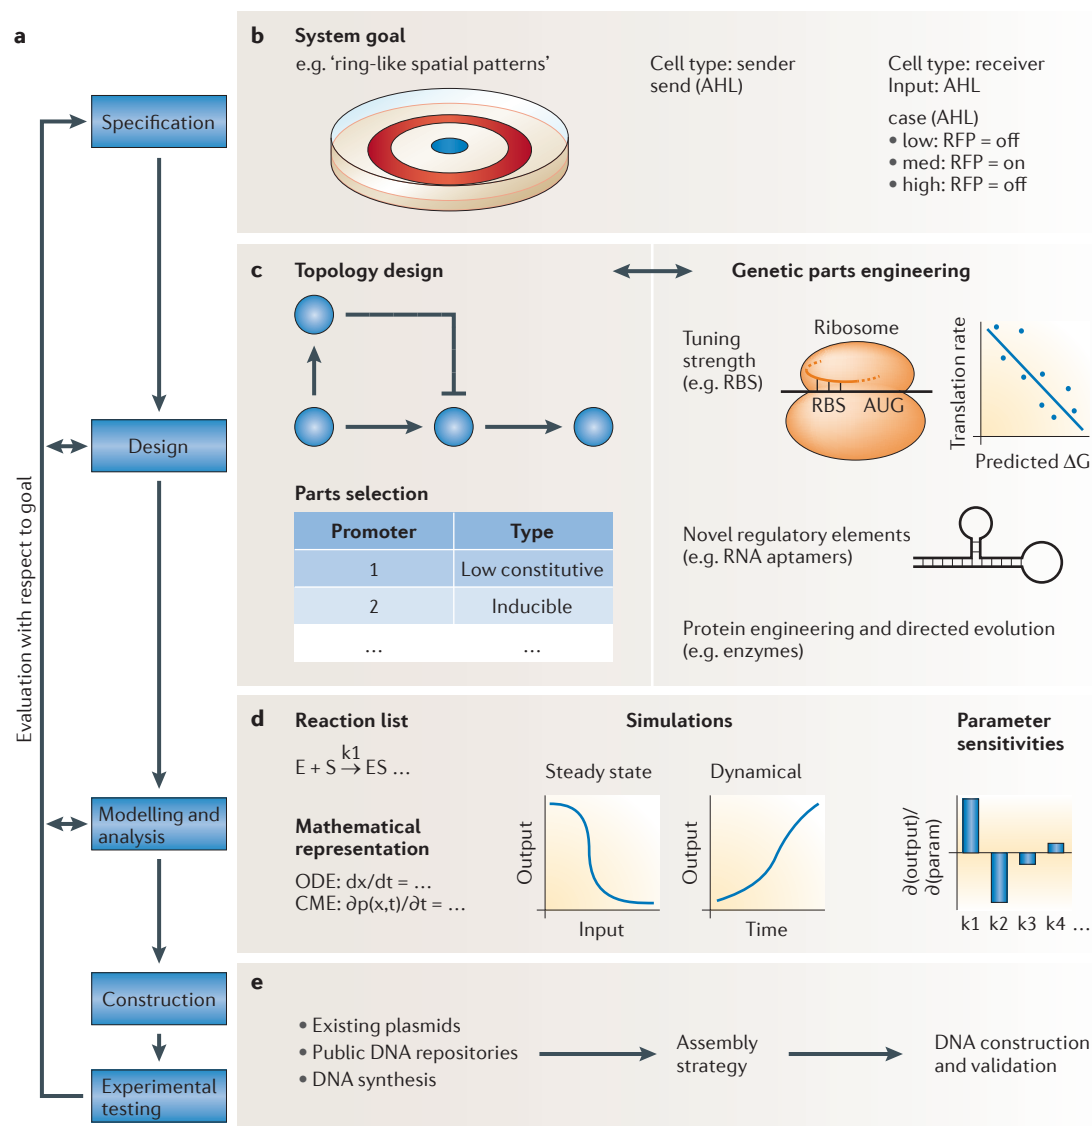 a
Specification
Design
Modelling and
analysis
Construction
Experimental
testing
Evaluation with respect to goal
b
System goal
e.g. ‘ring-like spatial patterns’
Cell type: sender
send (AHL)
Cell type: receiver
Input: AHL
case (AHL)
• low: RFP = off
• med: RFP = on
• high: RFP = off
c
Topology design
Parts selection
Promoter Type
1 Low constitutive
2 Inducible
... ...
Genetic parts engineering
Tuning
strength
(e.g. RBS)
Ribosome
RBS AUG
Translation rate
Predicted ΔG
Novel regulatory elements
(e.g. RNA aptamers)
Protein engineering and directed evolution
(e.g. enzymes)
d
Reaction list
k1
E + S → ES ...
Mathematical
representation
ODE: dx/dt = ...
CME: ∂p(x,t)/∂t = ...
Simulations
Steady state
Output
Input
Dynamical
Output
Time
Parameter
sensitivities
∂(output)/
∂(param)
k1 k2 k3 k4 ...
e
• Existing plasmids
• Public DNA repositories
• DNA synthesis
Assembly
strategy
DNA construction
and validation